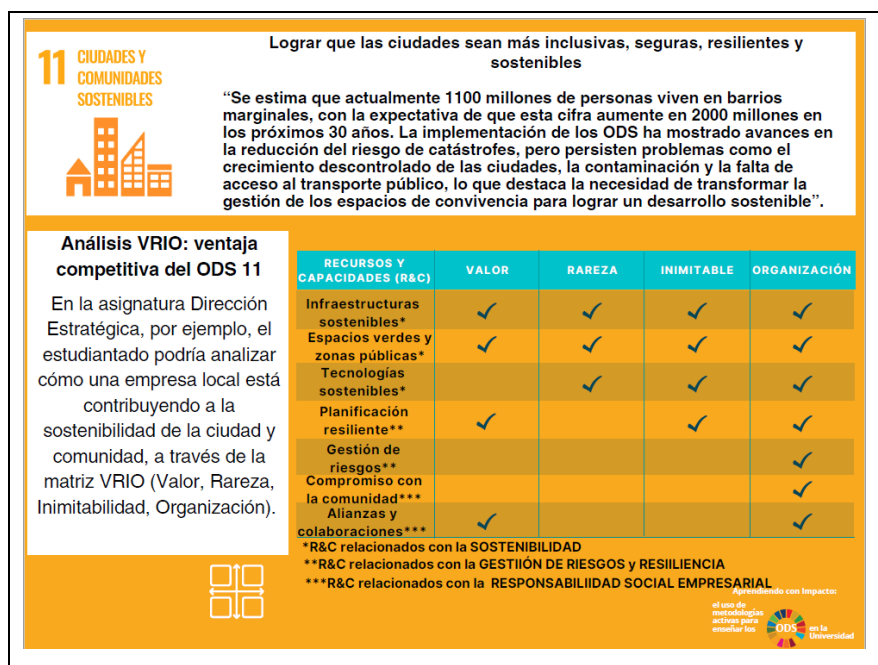 11 CIUDADES Y
COMUNIDADES
SOSTENIBLES
Lograr que las ciudades sean más inclusivas, seguras, resilientes y
sostenibles
“Se estima que actualmente 1100 millones de personas viven en barrios
marginales, con la expectativa de que esta cifra aumente en 2000 millones en
los próximos 30 años. La implementación de los ODS ha mostrado avances en
la reducción del riesgo de catástrofes, pero persisten problemas como el
crecimiento descontrolado de las ciudades, la contaminación y la falta de
acceso al transporte público, lo que destaca la necesidad de transformar la
gestión de los espacios de convivencia para lograr un desarrollo sostenible”.
Análisis VRIO: ventaja
competitiva del ODS 11
En la asignatura Dirección
Estratégica, por ejemplo, el
estudiantado podría analizar
cómo una empresa local está
contribuyendo a la
sostenibilidad de la ciudad y
comunidad, a través de la
matriz VRIO (Valor, Rareza,
Inimitabilidad, Organización).
RECURSOS Y
CAPACIDADES (R&C)
VALOR
RAREZA
INIMITABLE
ORGANIZACIÓN
Infraestructuras
sostenibles*
Espacios verdes y
zonas públicas*
Tecnologías
sostenibles*
Planificación
resiliente**
Gestión de
riesgos**
Compromiso con
la comunidad***
Alianzas y
colaboraciones***
*R&C relacionados con la SOSTENIBILIDAD
**R&C relacionados con la GESTIIÓN DE RIESGOS y RESIILIENCIA
***R&C relacionados con la RESPONSABILIIDAD SOCIAL EMPRESARIAL
Aprendiendo con Impacto:
el uso de
metodologías
activas para
enseñar los
ODS
en la
Universidad